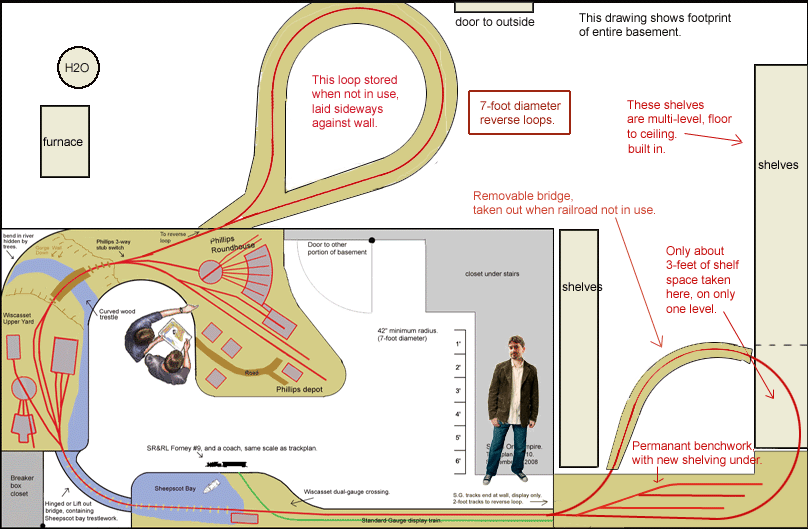 door to outside
This drawing shows footprint
of entire basement.
H2O
This loop stored
when not in use,
laid sideways
against wall.
7-foot diameter
reverse loops.
These shelves
are multi-level, floor
to ceiling.
built in.
furnace
shelves
Removable bridge,
taken out when railroad not in use.
bend in river
hidden by
trees.
Phillips 3-way
stub switch
To reverse
loop
Phillips
Roundhouse
Door to other
portion of basement
closet under stairs
Only about
3-feet of shelf
space taken
here, on only
one level.
shelves
Wiscasset
Upper Yard
Curved wood
trestle
42" minimum radius.
(7-foot diameter)
1'
2'
3'
4'
5'
6'
Road
Phillips depot
SR&RL Forney #9, and a coach, same scale as trackplan.
2008
Permanant benchwork,
with new shelving under.
Breaker
box
closet
Sheepscot Bay
Hinged or Lift out
bridge, containing
Sheepscot bay trestlework.
Wiscasset dual-gauge crossing.
S.G. tracks end at wall, display only.
2-foot tracks to reverse loop.
Standard Gauge display train.